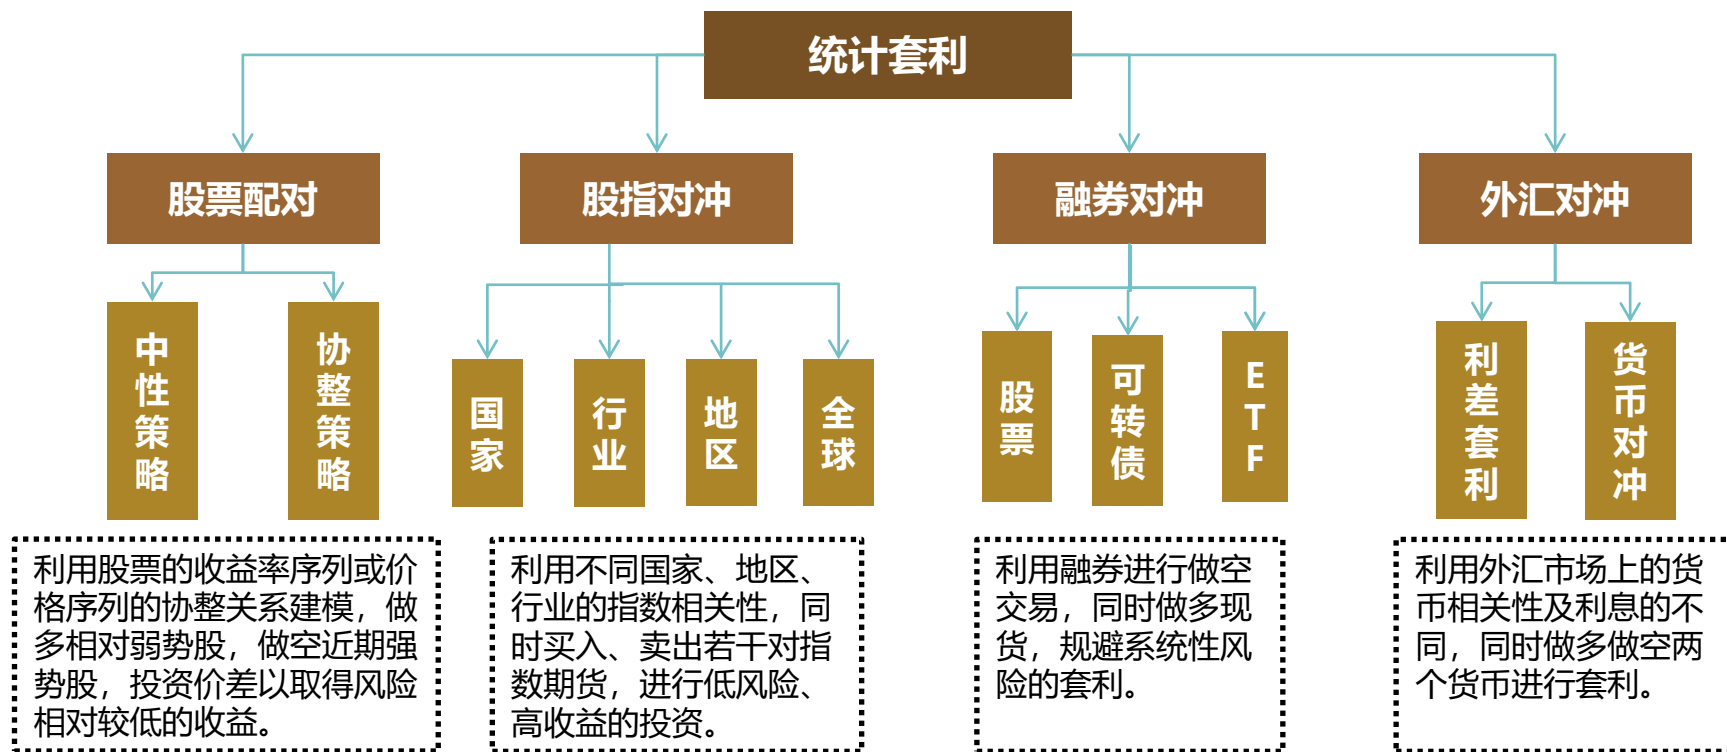 统计套利
股票配对
股指对冲
融券对冲
外汇对冲
中性策略
协整策略
国家
行业
地区
全球
股票
可转债
ETF
利差套利
货币对冲
利用股票的收益率序列或价
格序列的协整关系建模，做
多相对弱势股，做空近期强
势股，投资价差以取得风险
相对较低的收益。
利用不同国家、地区、
行业的指数相关性，同
时买入、卖出若干对指
数期货，进行低风险、
高收益的投资。
利用融券进行做空
交易，同时做多现
货，规避系统性风
险的套利。
利用外汇市场上的货
币相关性及利息的不
同，同时做多做空两
个货币进行套利。